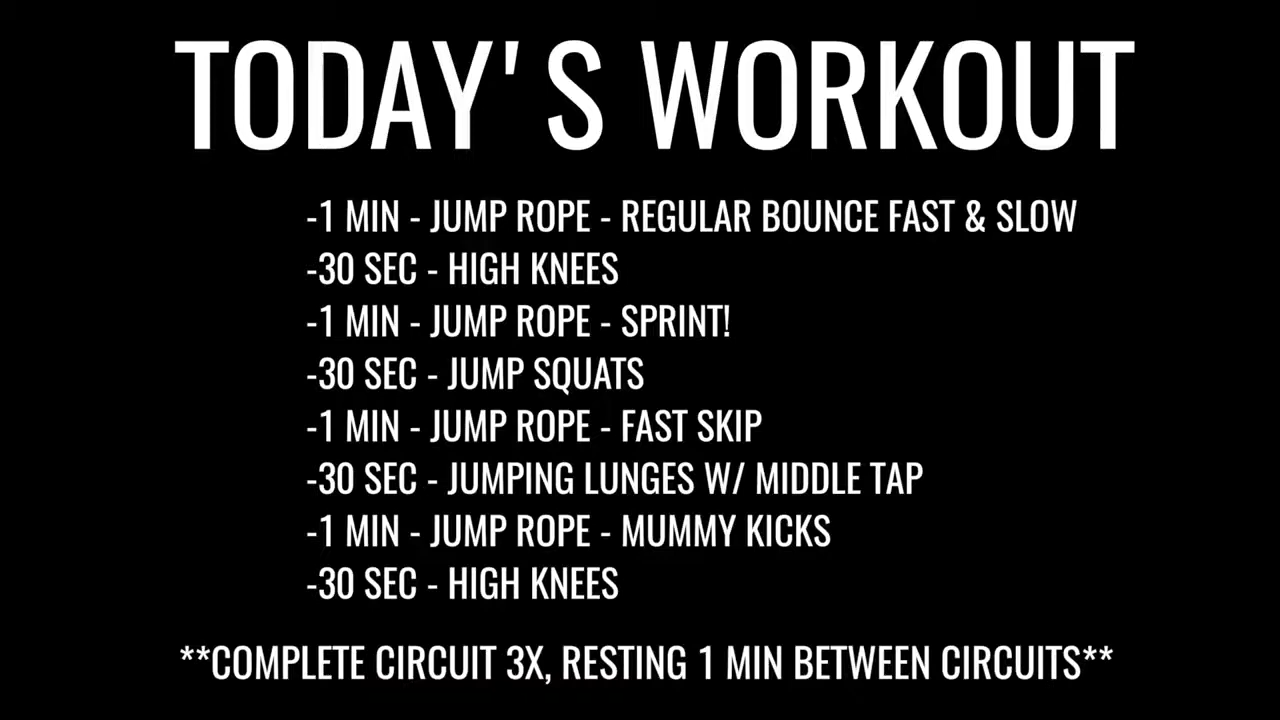 TODAY'S WORKOUT
-1 MIN - JUMP ROPE - REGULAR BOUNCE FAST & SLOW
-30 SEC - HIGH KNEES
-1 MIN - JUMP ROPE - SPRINT!
-30 SEC - JUMP SQUATS
-1 MIN - JUMP ROPE - FAST SKIP
-30 SEC - JUMPING LUNGES W/ MIDDLE TAP
-1 MIN - JUMP ROPE - MUMMY KICKS
-30 SEC - HIGH KNEES
**COMPLETE CIRCUIT 3X, RESTING 1 MIN BETWEEN CIRCUITS**